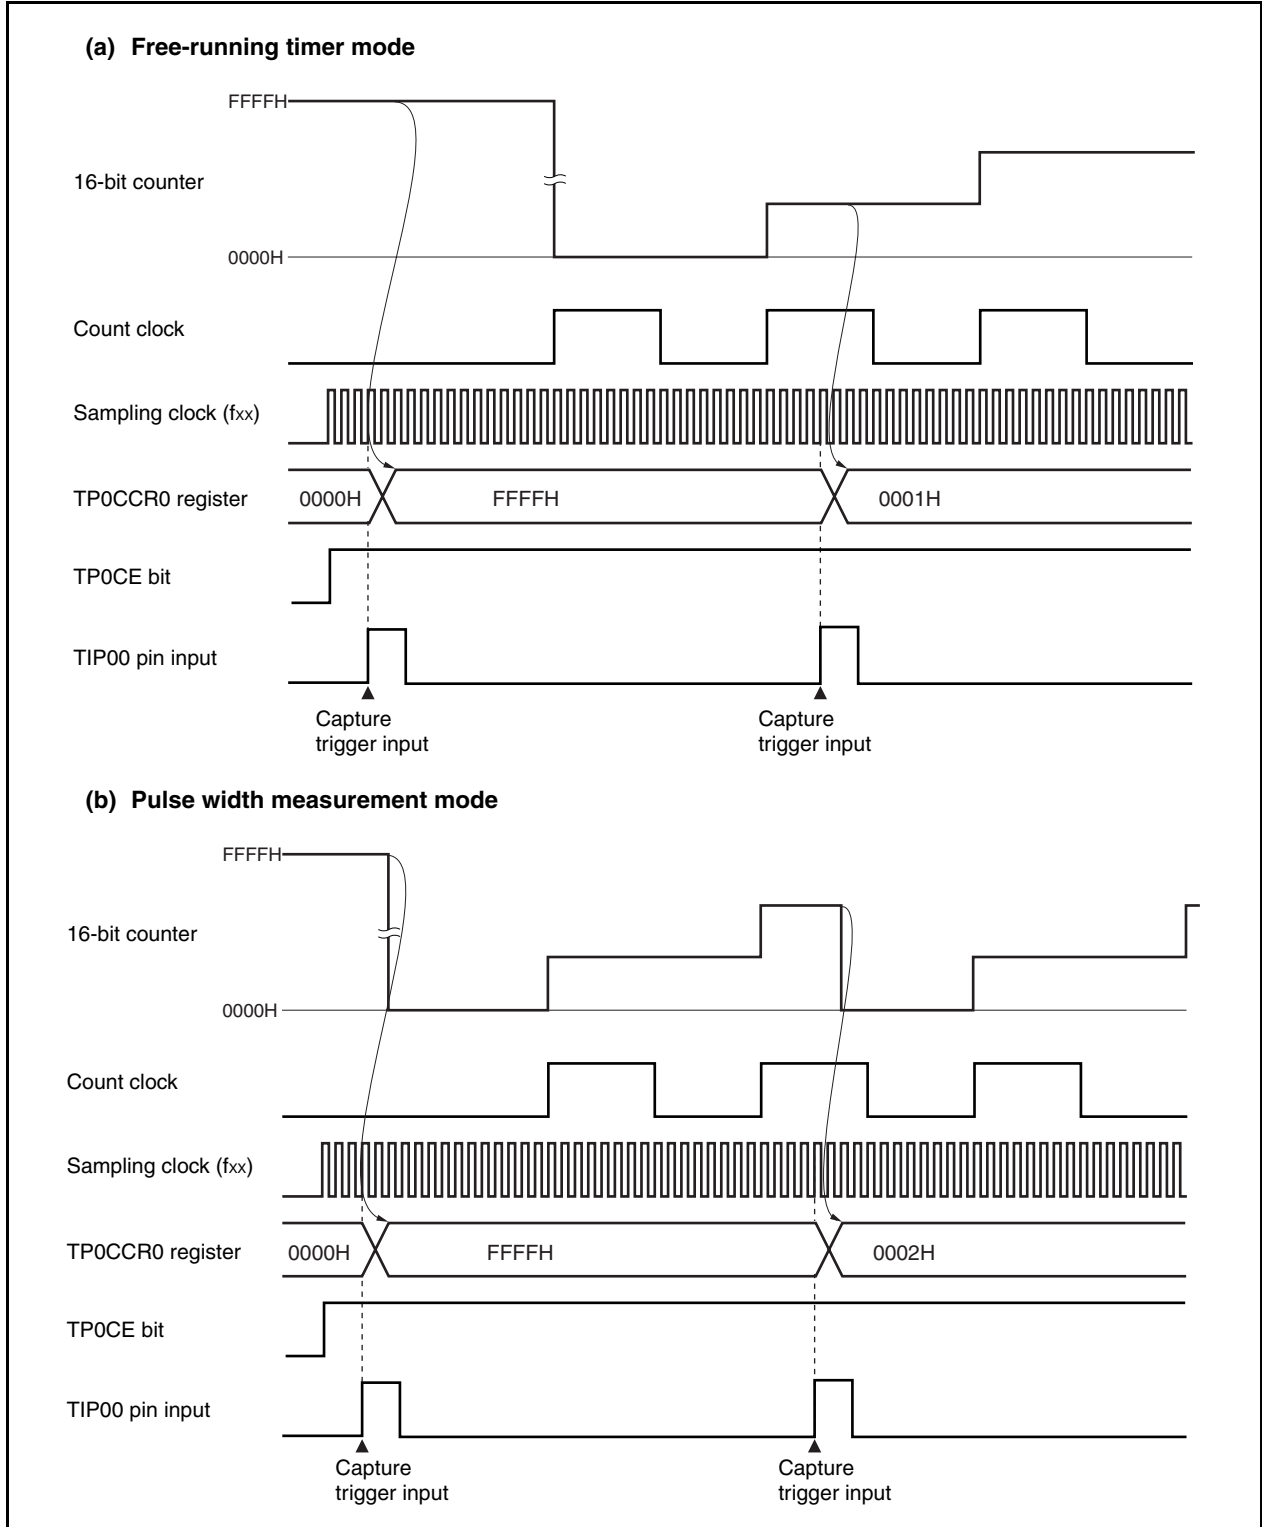 (a) Free-running timer mode
FFFFH
16-bit counter
0000H
Count clock
Sampling clock (fxx)
TP0CCR0 register 0000H FFFFH 0001H
TP0CE bit
TIP00 pin input
Capture Capture
trigger input trigger input
(b) Pulse width measurement mode
FFFFH
16-bit counter
0000H
Count clock
Sampling clock (fxx)
TP0CCR0 register 0000H FFFFH 0002H
TP0CE bit
TIP00 pin input
Capture Capture
trigger input trigger input